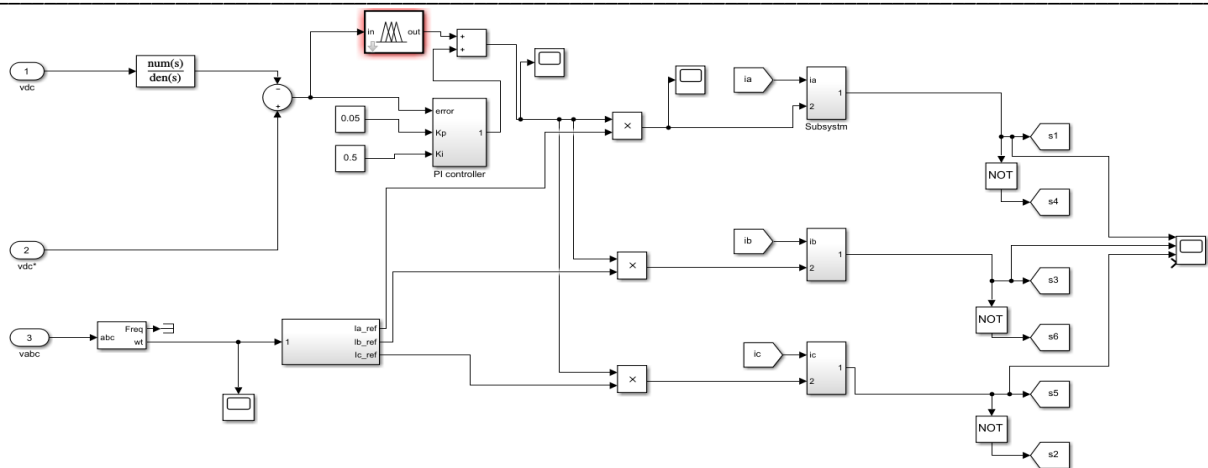 in out
+
+
1
vdc
num(s)
den(s)
-
+
0.05
0.5
error
Kp
Ki
1
PI controller
×
ia
ia
2
1
Subsystm
s1
NOT
s4
2
vdc*
×
ib
ib
2
1
s3
NOT
s6
3
vabc
abc
Freq
wt
1
Ia_ref
Ib_ref
Ic_ref
×
ic
ic
2
1
s5
NOT
s2